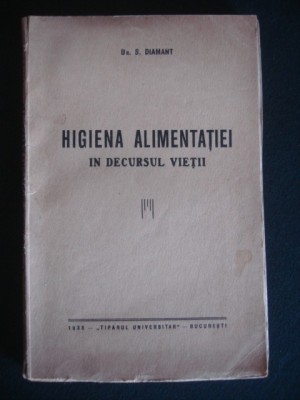 DR. S. DIAMANT
HIGIENA ALIMENTAȚIEI
IN DECURSUL VIEȚII
— „TIPARUL UNIVERSITAR“ — BUCUREȘTI